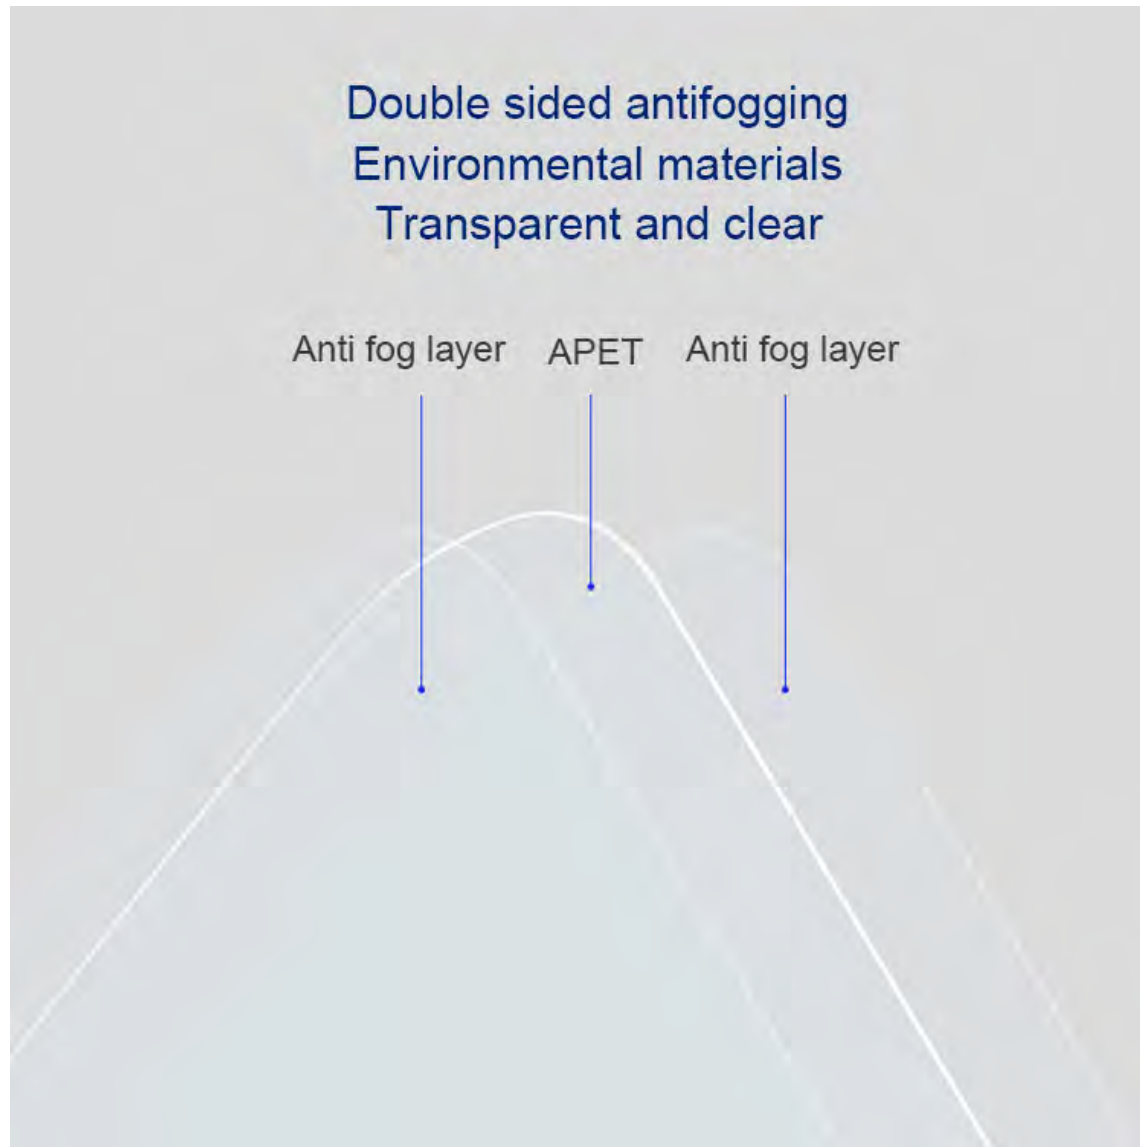 Double sided antifogging
Environmental materials
Transparent and clear
Anti fog layer APET Anti fog layer